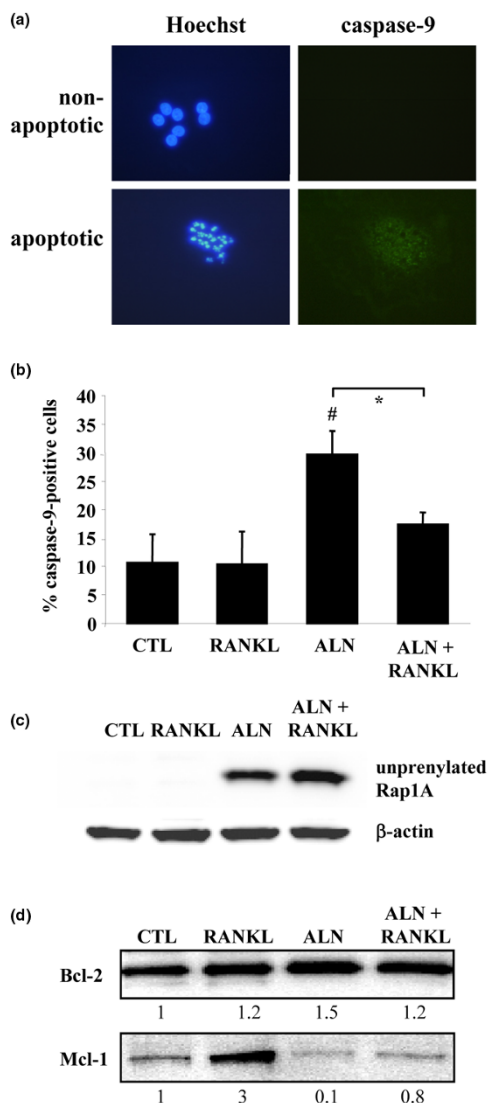 (a)
Hoechst caspase-9
non-
apoptotic
apoptotic
(b)
% caspase-9-positive cells
40
35
30
25
20
15
10
5
0
#
*
CTL RANKL ALN ALN +
RANKL
(c)
CTL RANKL ALN ALN +
RANKL
unprenylated
Rap1A
β-actin
(d)
CTL RANKL ALN ALN +
RANKL
Bcl-2
1 1.2 1.5 1.2
Mcl-1
1 3 0.1 0.8